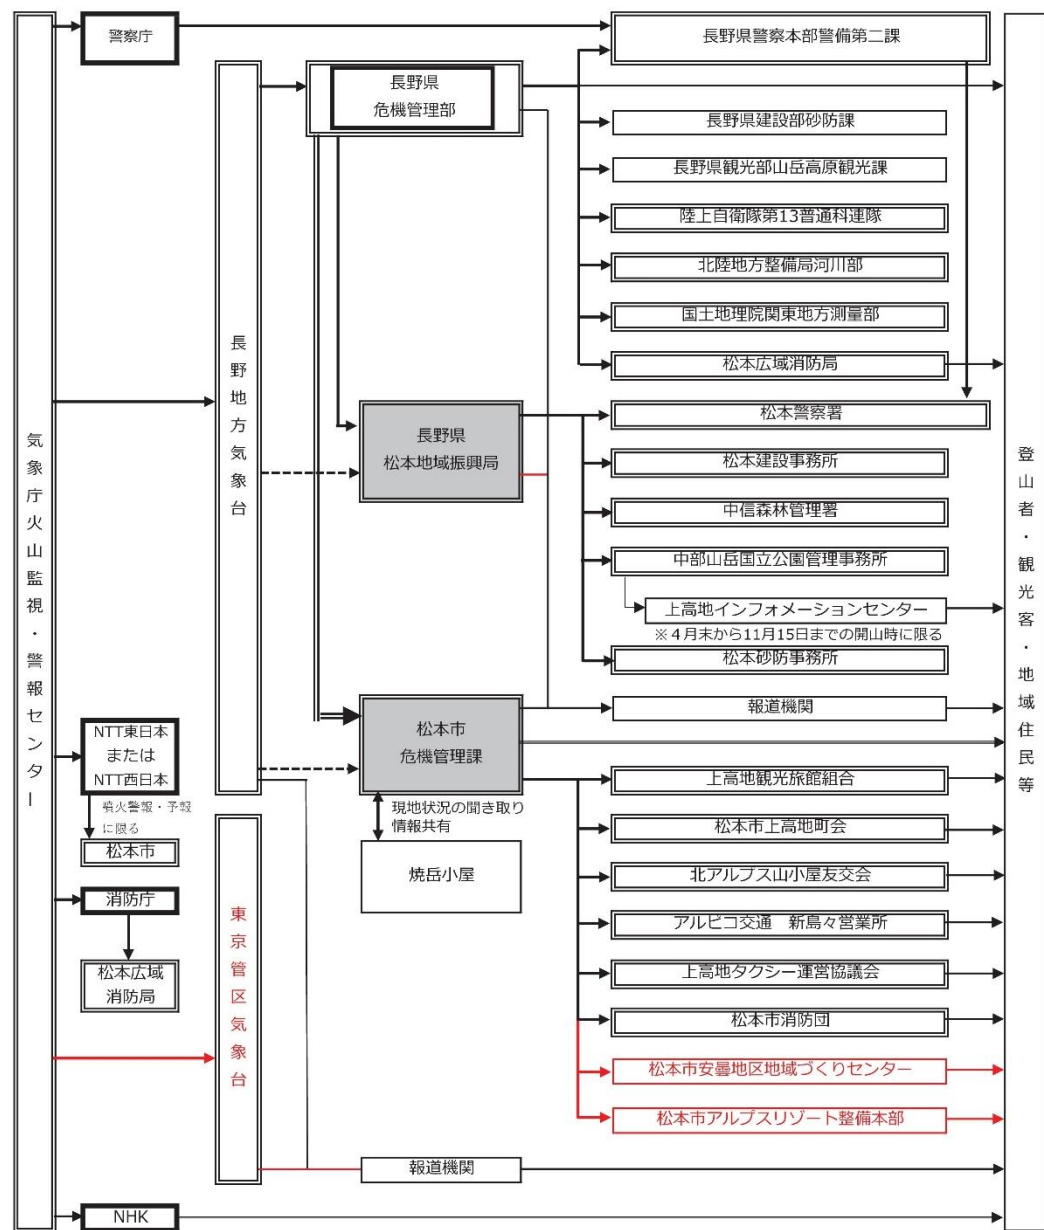 気象庁火山監視・警報センター
警察庁
NTT東日本
または
NTT西日本
噴火警報・予報
に限る
松本市
消防庁
松本広域
消防局
NHK
長野地方気象台
東京管区気象台
長野県
危機管理部
長野県
松本地域振興局
松本市
危機管理課
現地状況の聞き取り
情報共有
焼岳小屋
報道機関
長野県警察本部警備第二課
長野県建設部砂防課
長野県観光部山岳高原観光課
陸上自衛隊第13普通科連隊
北陸地方整備局河川部
国土地理院関東地方測量部
松本広域消防局
松本警察署
松本建設事務所
中信森林管理署
中部山岳国立公園管理事務所
上高地インフォメーションセンター
※４月末から11月15日までの開山時に限る
松本砂防事務所
報道機関
上高地観光旅館組合
松本市上高地町会
北アルプス山小屋友交会
アルピコ交通　新島々営業所
上高地タクシー運営協議会
松本市消防団
松本市安曇地区地域づくりセンター
松本市アルプスリゾート整備本部
登山者・観光客・地域住民等